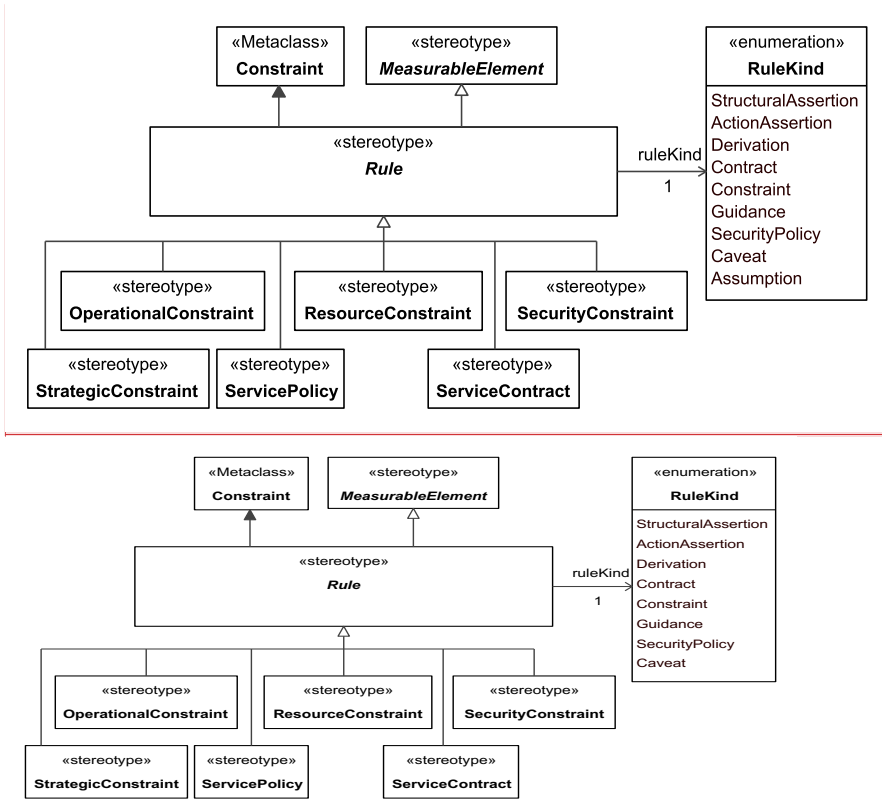 «Metaclass»
Constraint
«stereotype»
MeasurableElement
«enumeration»
RuleKind
StructuralAssertion
ActionAssertion
Derivation
Contract
Constraint
Guidance
SecurityPolicy
Caveat
Assumption
«stereotype»
Rule
ruleKind
1
«stereotype»
OperationalConstraint
«stereotype»
ResourceConstraint
«stereotype»
SecurityConstraint
«stereotype»
StrategicConstraint
«stereotype»
ServicePolicy
«stereotype»
ServiceContract
«Metaclass»
Constraint
«stereotype»
MeasurableElement
«enumeration»
RuleKind
StructuralAssertion
ActionAssertion
Derivation
Contract
Constraint
Guidance
SecurityPolicy
Caveat
«stereotype»
Rule
ruleKind
1
«stereotype»
OperationalConstraint
«stereotype»
ResourceConstraint
«stereotype»
SecurityConstraint
«stereotype»
StrategicConstraint
«stereotype»
ServicePolicy
«stereotype»
ServiceContract